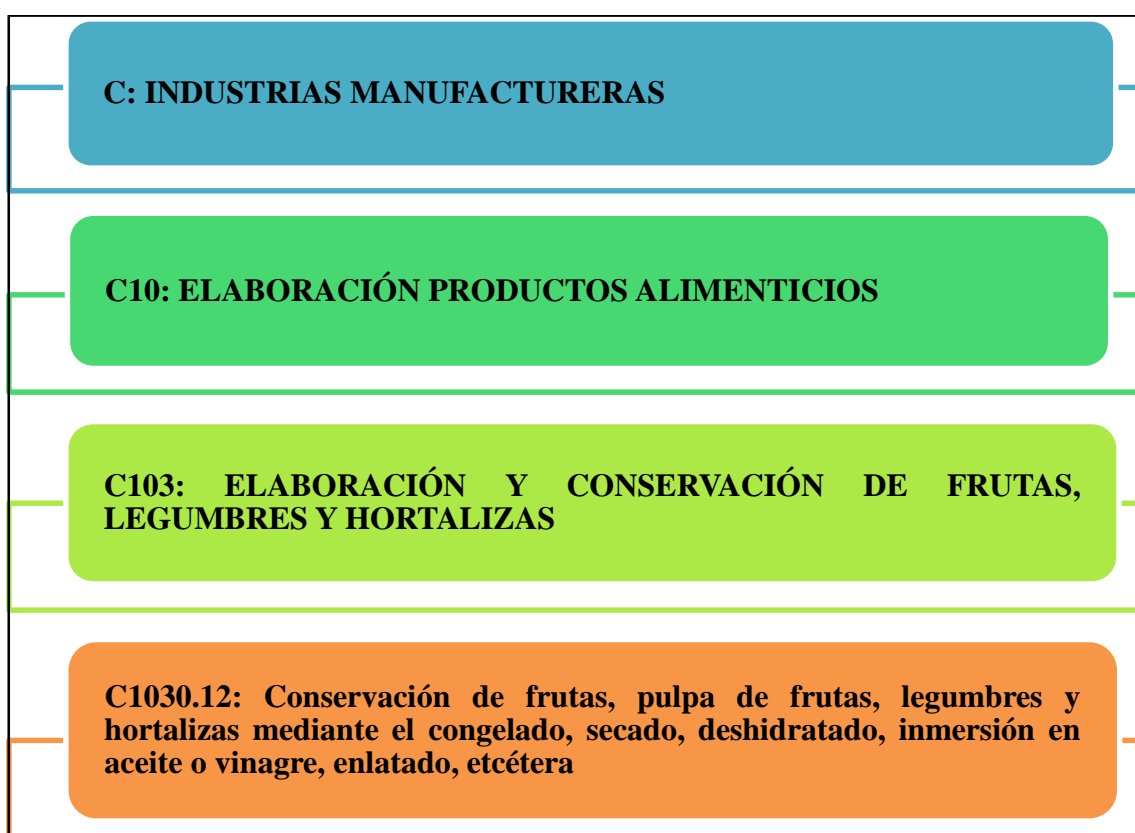 C: INDUSTRIAS MANUFACTURERAS
C10: ELABORACIÓN PRODUCTOS ALIMENTICIOS
C103: ELABORACIÓN Y CONSERVACIÓN DE FRUTAS,
LEGUMBRES Y HORTALIZAS
C1030.12: Conservación de frutas, pulpa de frutas, legumbres y
hortalizas mediante el congelado, secado, deshidratado, inmersión en
aceite o vinagre, enlatado, etcétera